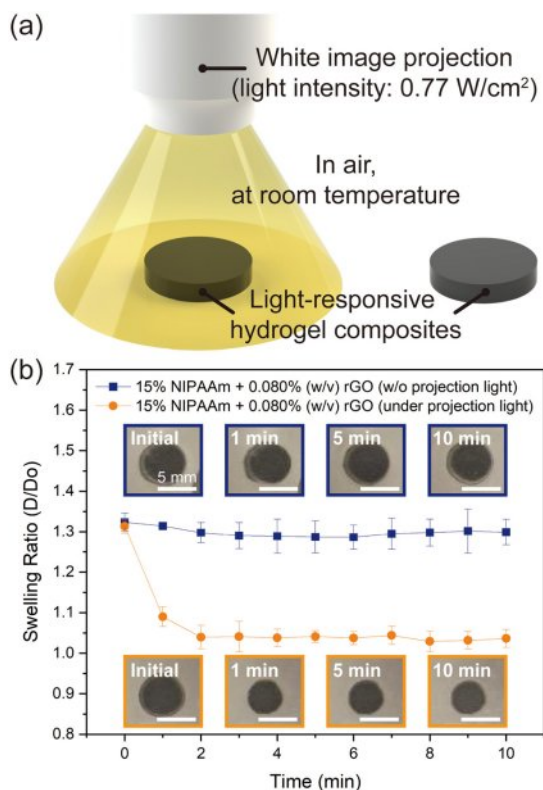 (a)
White image projection
(light intensity: 0.77 W/cm²)
In air,
at room temperature
Light-responsive
hydrogel composites
(b)
1.7
1.6
1.5
1.4
1.3
1.2
1.1
1.0
0.9
0.8
Swelling Ratio (D/Do)
15% NIPAAm + 0.080% (w/v) rGO (w/o projection light)
15% NIPAAm + 0.080% (w/v) rGO (under projection light)
Initial
5 mm
1 min
5 min
10 min
Initial
1 min
5 min
10 min
0 2 4 6 8 10
Time (min)